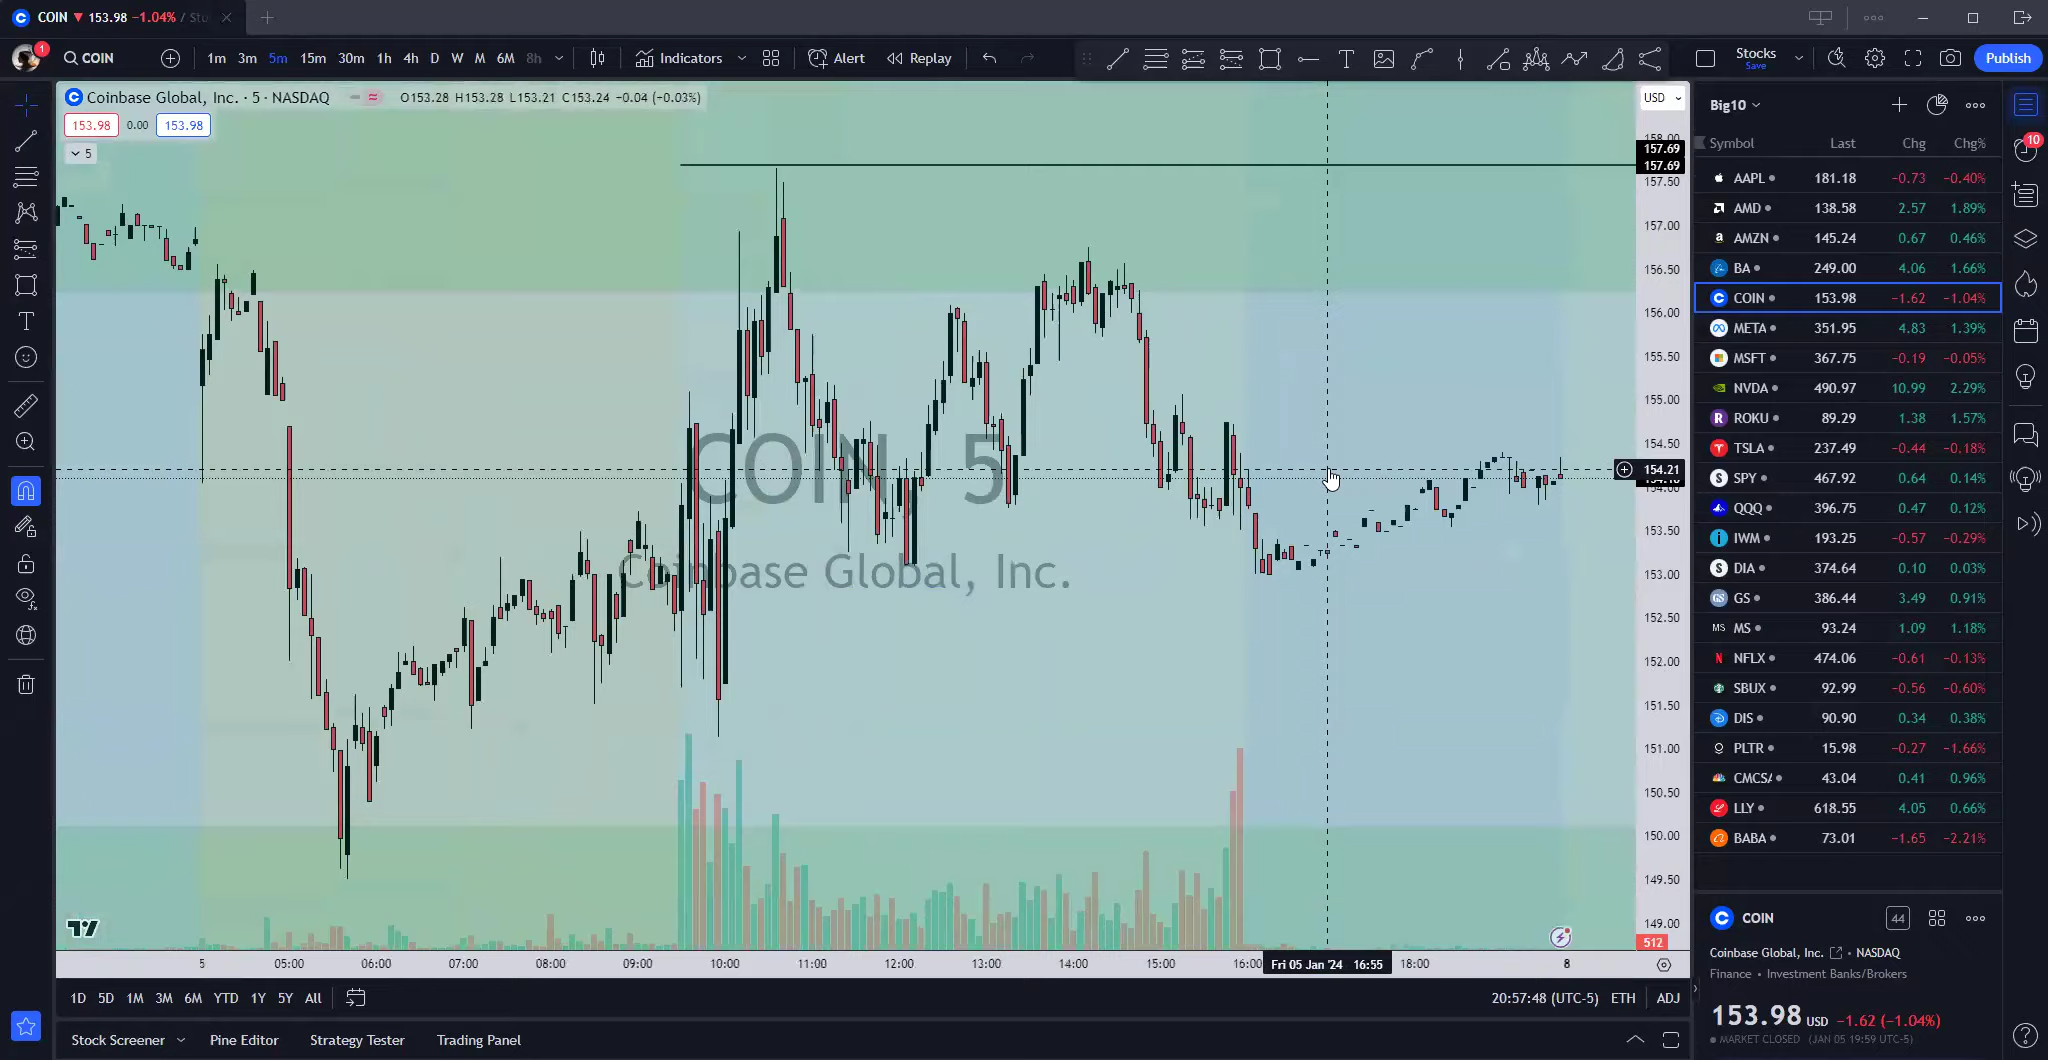 COIN ▼ 153.98 −1.04% / Stu
1
COIN
1m 3m 5m 15m 30m 1h 4h D W M 6M 8h
Indicators
Alert
Replay
Stocks
Save
Publish
Coinbase Global, Inc. · 5 · NASDAQ
O153.28 H153.28 L153.21 C153.24 −0.04 (−0.03%)
153.98 0.00 153.98
5
USD
158.00
157.69
157.69
157.50
157.00
156.50
156.00
155.50
155.00
154.50
154.21
154.00
153.50
153.00
152.50
152.00
151.50
151.00
150.50
150.00
149.50
149.00
512
COIN, 5
Coinbase Global, Inc.
5 05:00 06:00 07:00 08:00 09:00 10:00 11:00 12:00 13:00 14:00 15:00 16:00 Fri 05 Jan '24 16:55 18:00 8
1D 5D 1M 3M 6M YTD 1Y 5Y All
20:57:48 (UTC-5) ETH ADJ
Stock Screener Pine Editor Strategy Tester Trading Panel
Big10
Symbol Last Chg Chg%
AAPL 181.18 −0.73 −0.40%
AMD 138.58 2.57 1.89%
AMZN 145.24 0.67 0.46%
BA 249.00 4.06 1.66%
COIN 153.98 −1.62 −1.04%
META 351.95 4.83 1.39%
MSFT 367.75 −0.19 −0.05%
NVDA 490.97 10.99 2.29%
ROKU 89.29 1.38 1.57%
TSLA 237.49 −0.44 −0.18%
SPY 467.92 0.64 0.14%
QQQ 396.75 0.47 0.12%
IWM 193.25 −0.57 −0.29%
DIA 374.64 0.10 0.03%
GS 386.44 3.49 0.91%
MS MS 93.24 1.09 1.18%
NFLX 474.06 −0.61 −0.13%
SBUX 92.99 −0.56 −0.60%
DIS 90.90 0.34 0.38%
PLTR 15.98 −0.27 −1.66%
CMCSA 43.04 0.41 0.96%
LLY 618.55 4.05 0.66%
BABA 73.01 −1.65 −2.21%
10
COIN
44
Coinbase Global, Inc. • NASDAQ
Finance • Investment Banks/Brokers
153.98 USD −1.62 (−1.04%)
MARKET CLOSED (JAN 05 19:59 UTC-5)